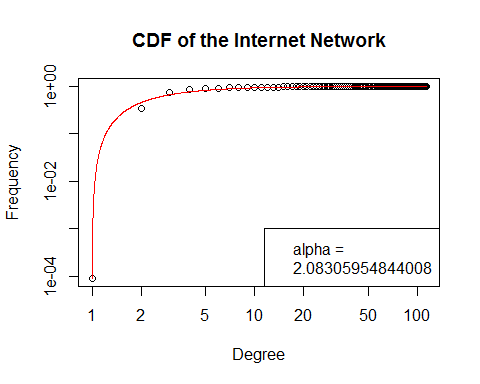 CDF of the Internet Network
Frequency
1e+00
1e-02
1e-04
alpha =
2.08305954844008
1 2 5 10 20 50 100
Degree